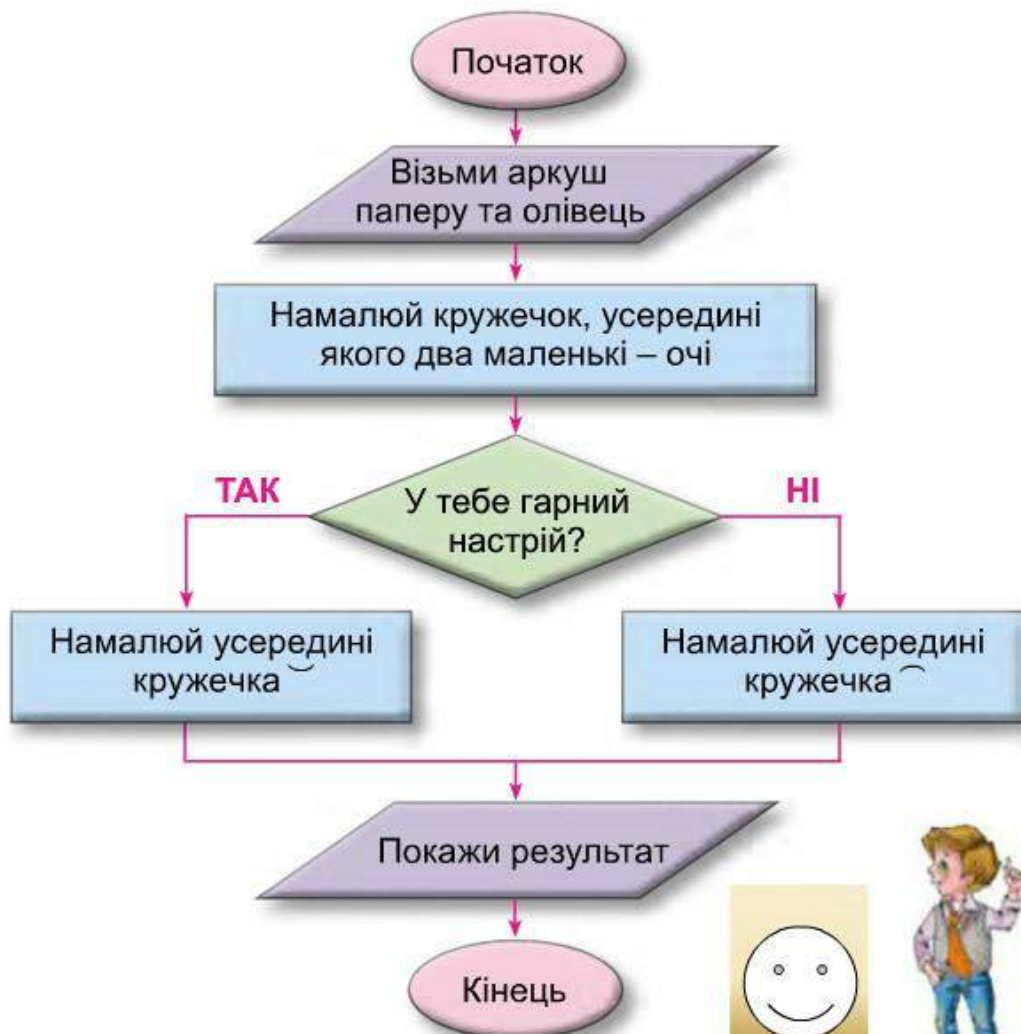 Початок
Візьми аркуш
паперу та олівець
Намалюй кружечок, усередині
якого два маленькі – очі
У тебе гарний
настрій?
ТАК
НІ
Намалюй усередині
кружечка
Намалюй усередині
кружечка
Покажи результат
Кінець